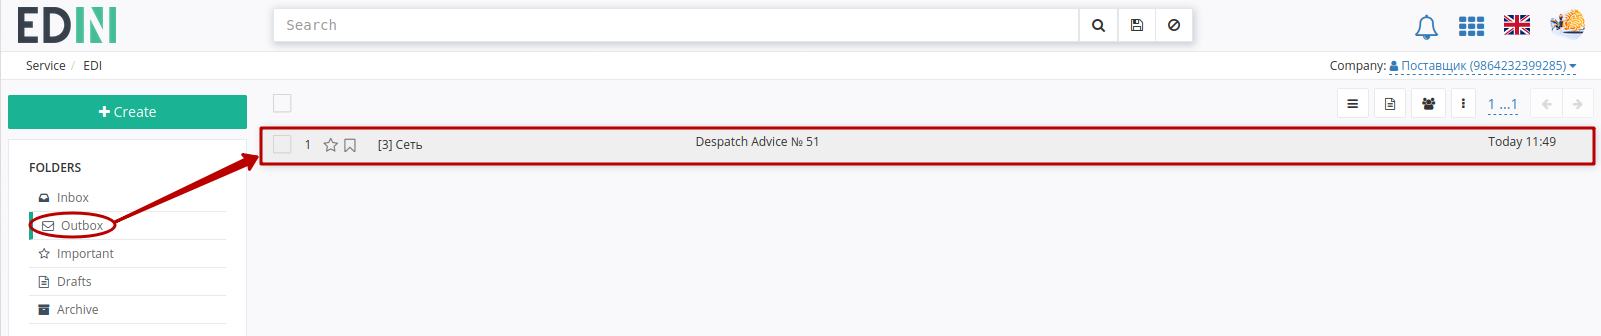 EDIN
Search
Service / EDI
Company: Поставщик (9864232399285)
Create
1 ...1
1 [3] Сеть Despatch Advice № 51 Today 11:49
FOLDERS
Inbox
Outbox
Important
Drafts
Archive